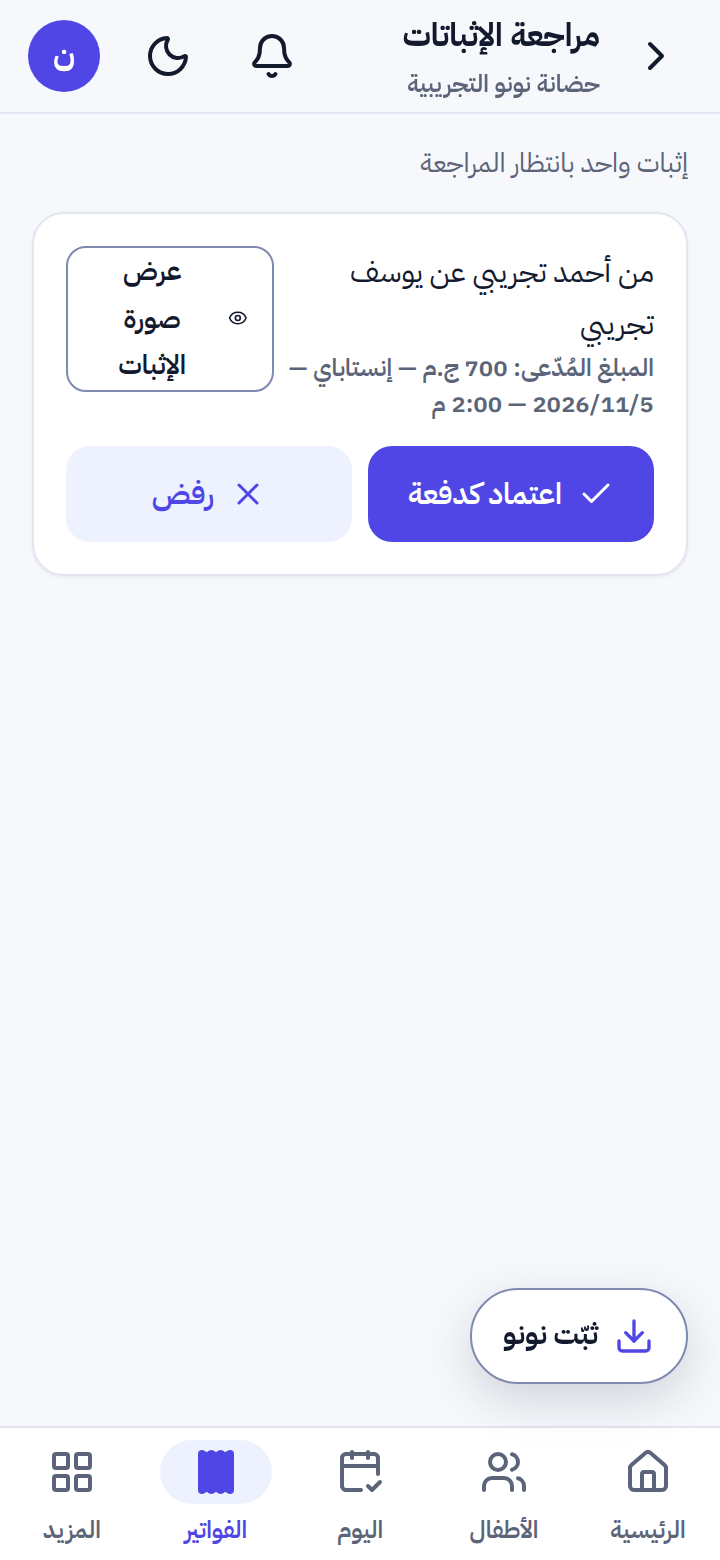 مراجعة الإثباتات
حضانة نونو التجريبية
ن
إثبات واحد بانتظار المراجعة
من أحمد تجريبي عن يوسف
تجريبي
المبلغ المُدّعى: 700 ج.م — إنستاباي —
2026/11/5 — 2:00 م
عرض
صورة
الإثبات
اعتماد كدفعة
رفض
ثبّت نونو
الرئيسية
الأطفال
اليوم
الفواتير
المزيد